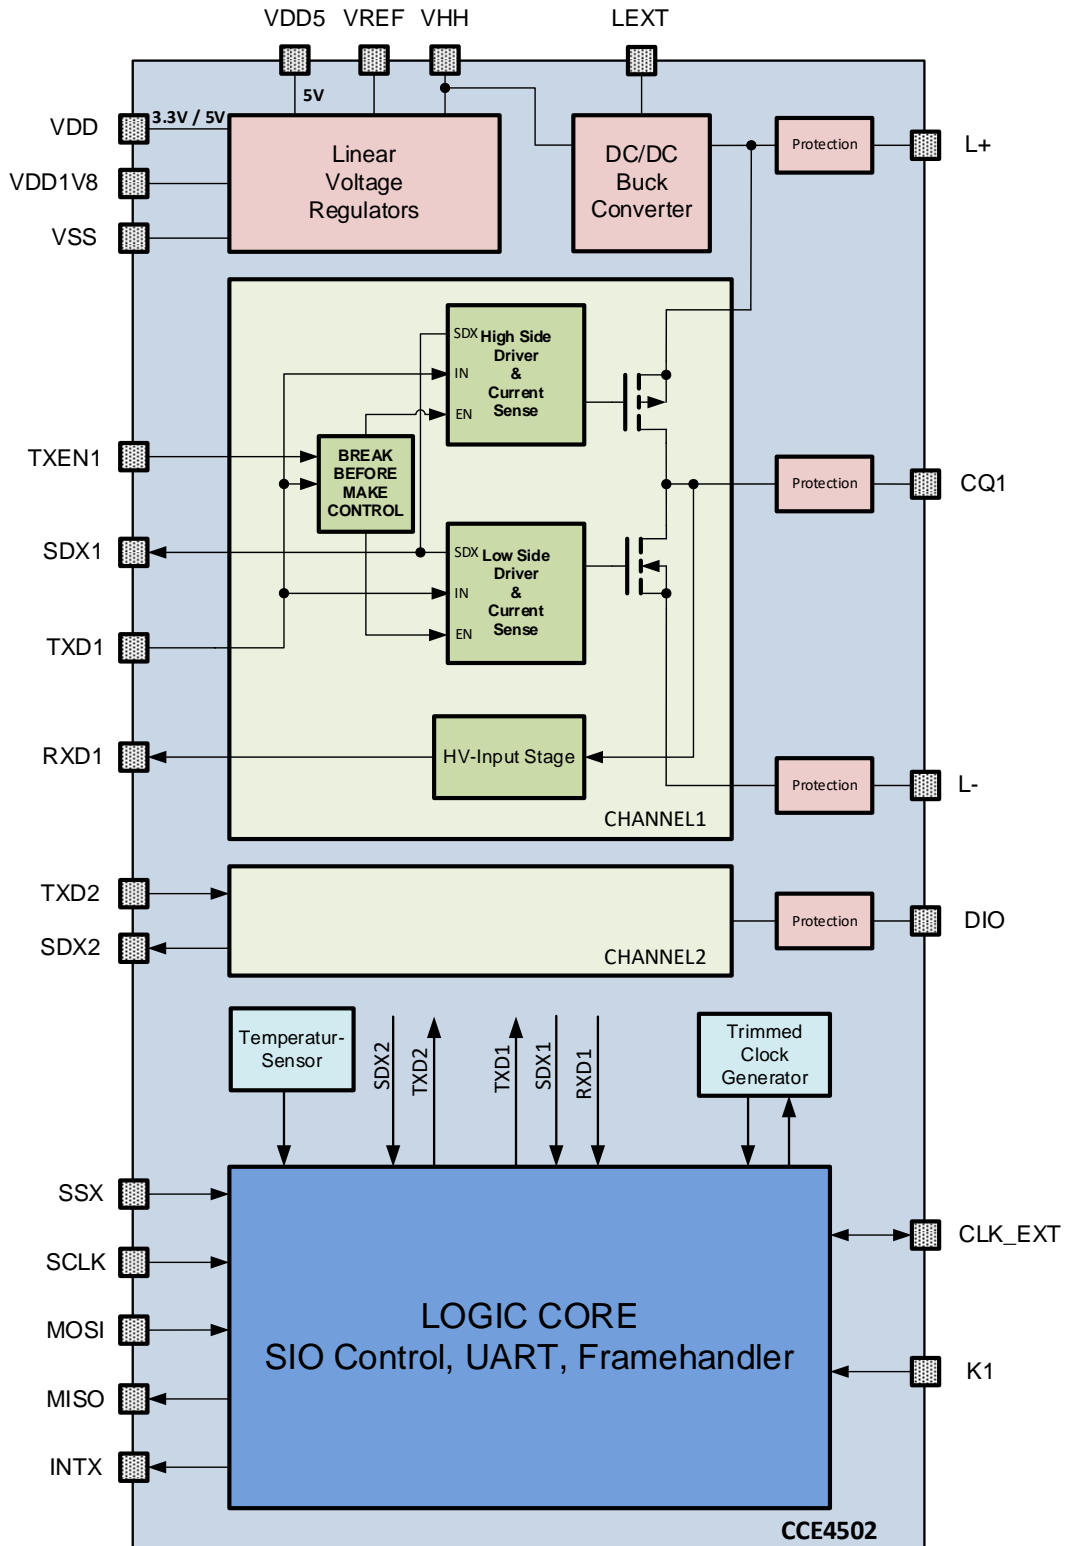 VDD5 VREF VHH LEXT
5V
VDD 3.3V / 5V
VDD1V8
VSS
Linear
Voltage
Regulators
DC/DC
Buck
Converter
Protection
L+
SDX
IN
EN
High Side
Driver
&
Current
Sense
TXEN1
BREAK
BEFORE
MAKE
CONTROL
Protection
CQ1
SDX1
SDX
IN
EN
Low Side
Driver
&
Current
Sense
TXD1
RXD1
HV-Input Stage
Protection
L-
CHANNEL1
TXD2
SDX2
Protection
DIO
CHANNEL2
Temperatur-
Sensor
SDX2
TXD2
TXD1
SDX1
RXD1
Trimmed
Clock
Generator
SSX
SCLK
MOSI
MISO
INTX
LOGIC CORE
SIO Control, UART, Framehandler
CLK_EXT
K1
CCE4502